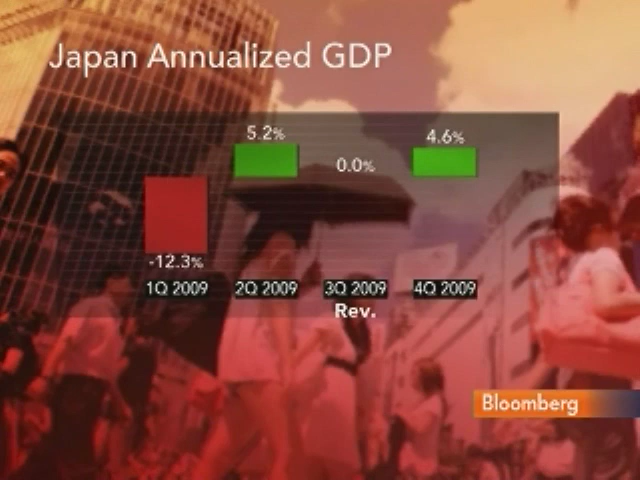 Japan Annualized GDP
5.2%
4.6%
0.0%
-12.3%
1Q 2009 2Q 2009 3Q 2009 4Q 2009
Rev.
Bloomberg